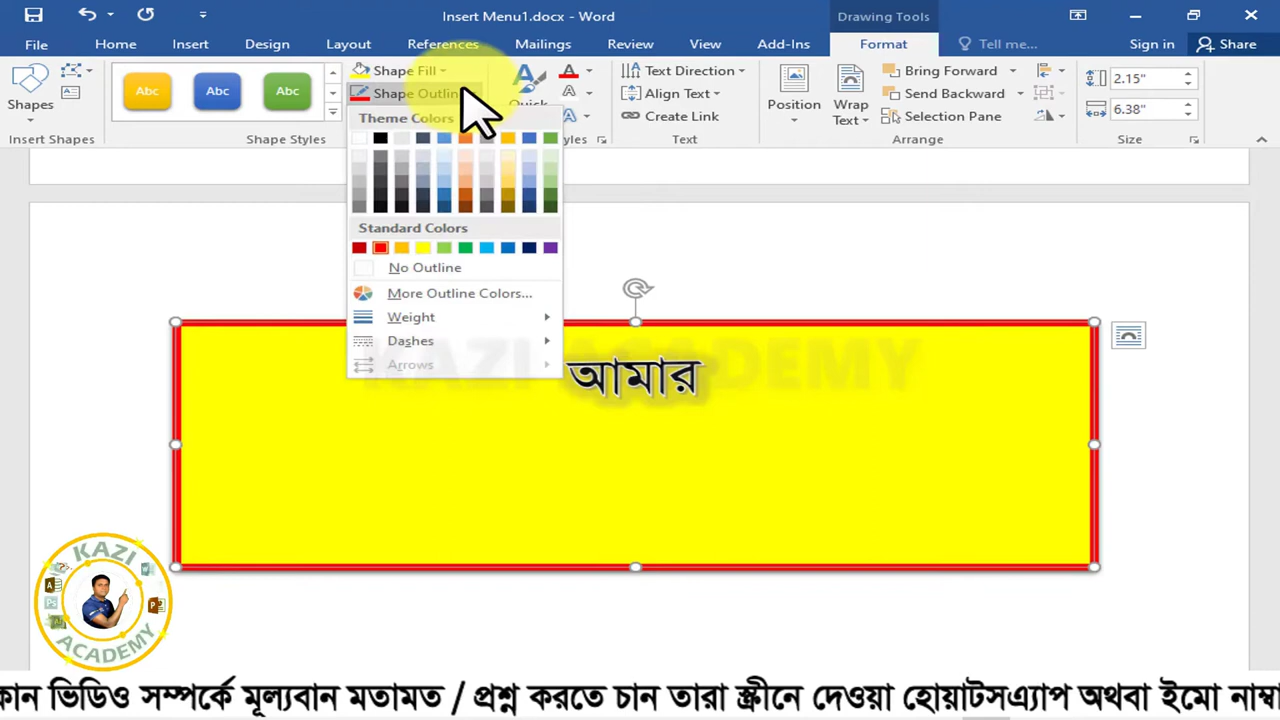 Insert Menu1.docx - Word
Drawing Tools
File Home Insert Design Layout References Mailings Review View Add-Ins Format Tell me... Sign in Share
Shapes
Insert Shapes
Abc Abc Abc
Shape Styles
Shape Fill
Shape Outlin
Quick
Text Direction
Align Text
Create Link
Text
Position
Wrap
Text
Bring Forward
Send Backward
Selection Pane
Arrange
2.15"
6.38"
Size
Theme Colors
Standard Colors
No Outline
More Outline Colors...
Weight
Dashes
Arrows
KAZI ACADEMY
আমার
KAZI
ACADEMY
কান ভিডিও সম্পর্কে মূল্যবান মতামত / প্রশ্ন করতে চান তারা স্ক্রীনে দেওয়া হোয়াটসএ্যাপ অথবা ইমো নাম্বা